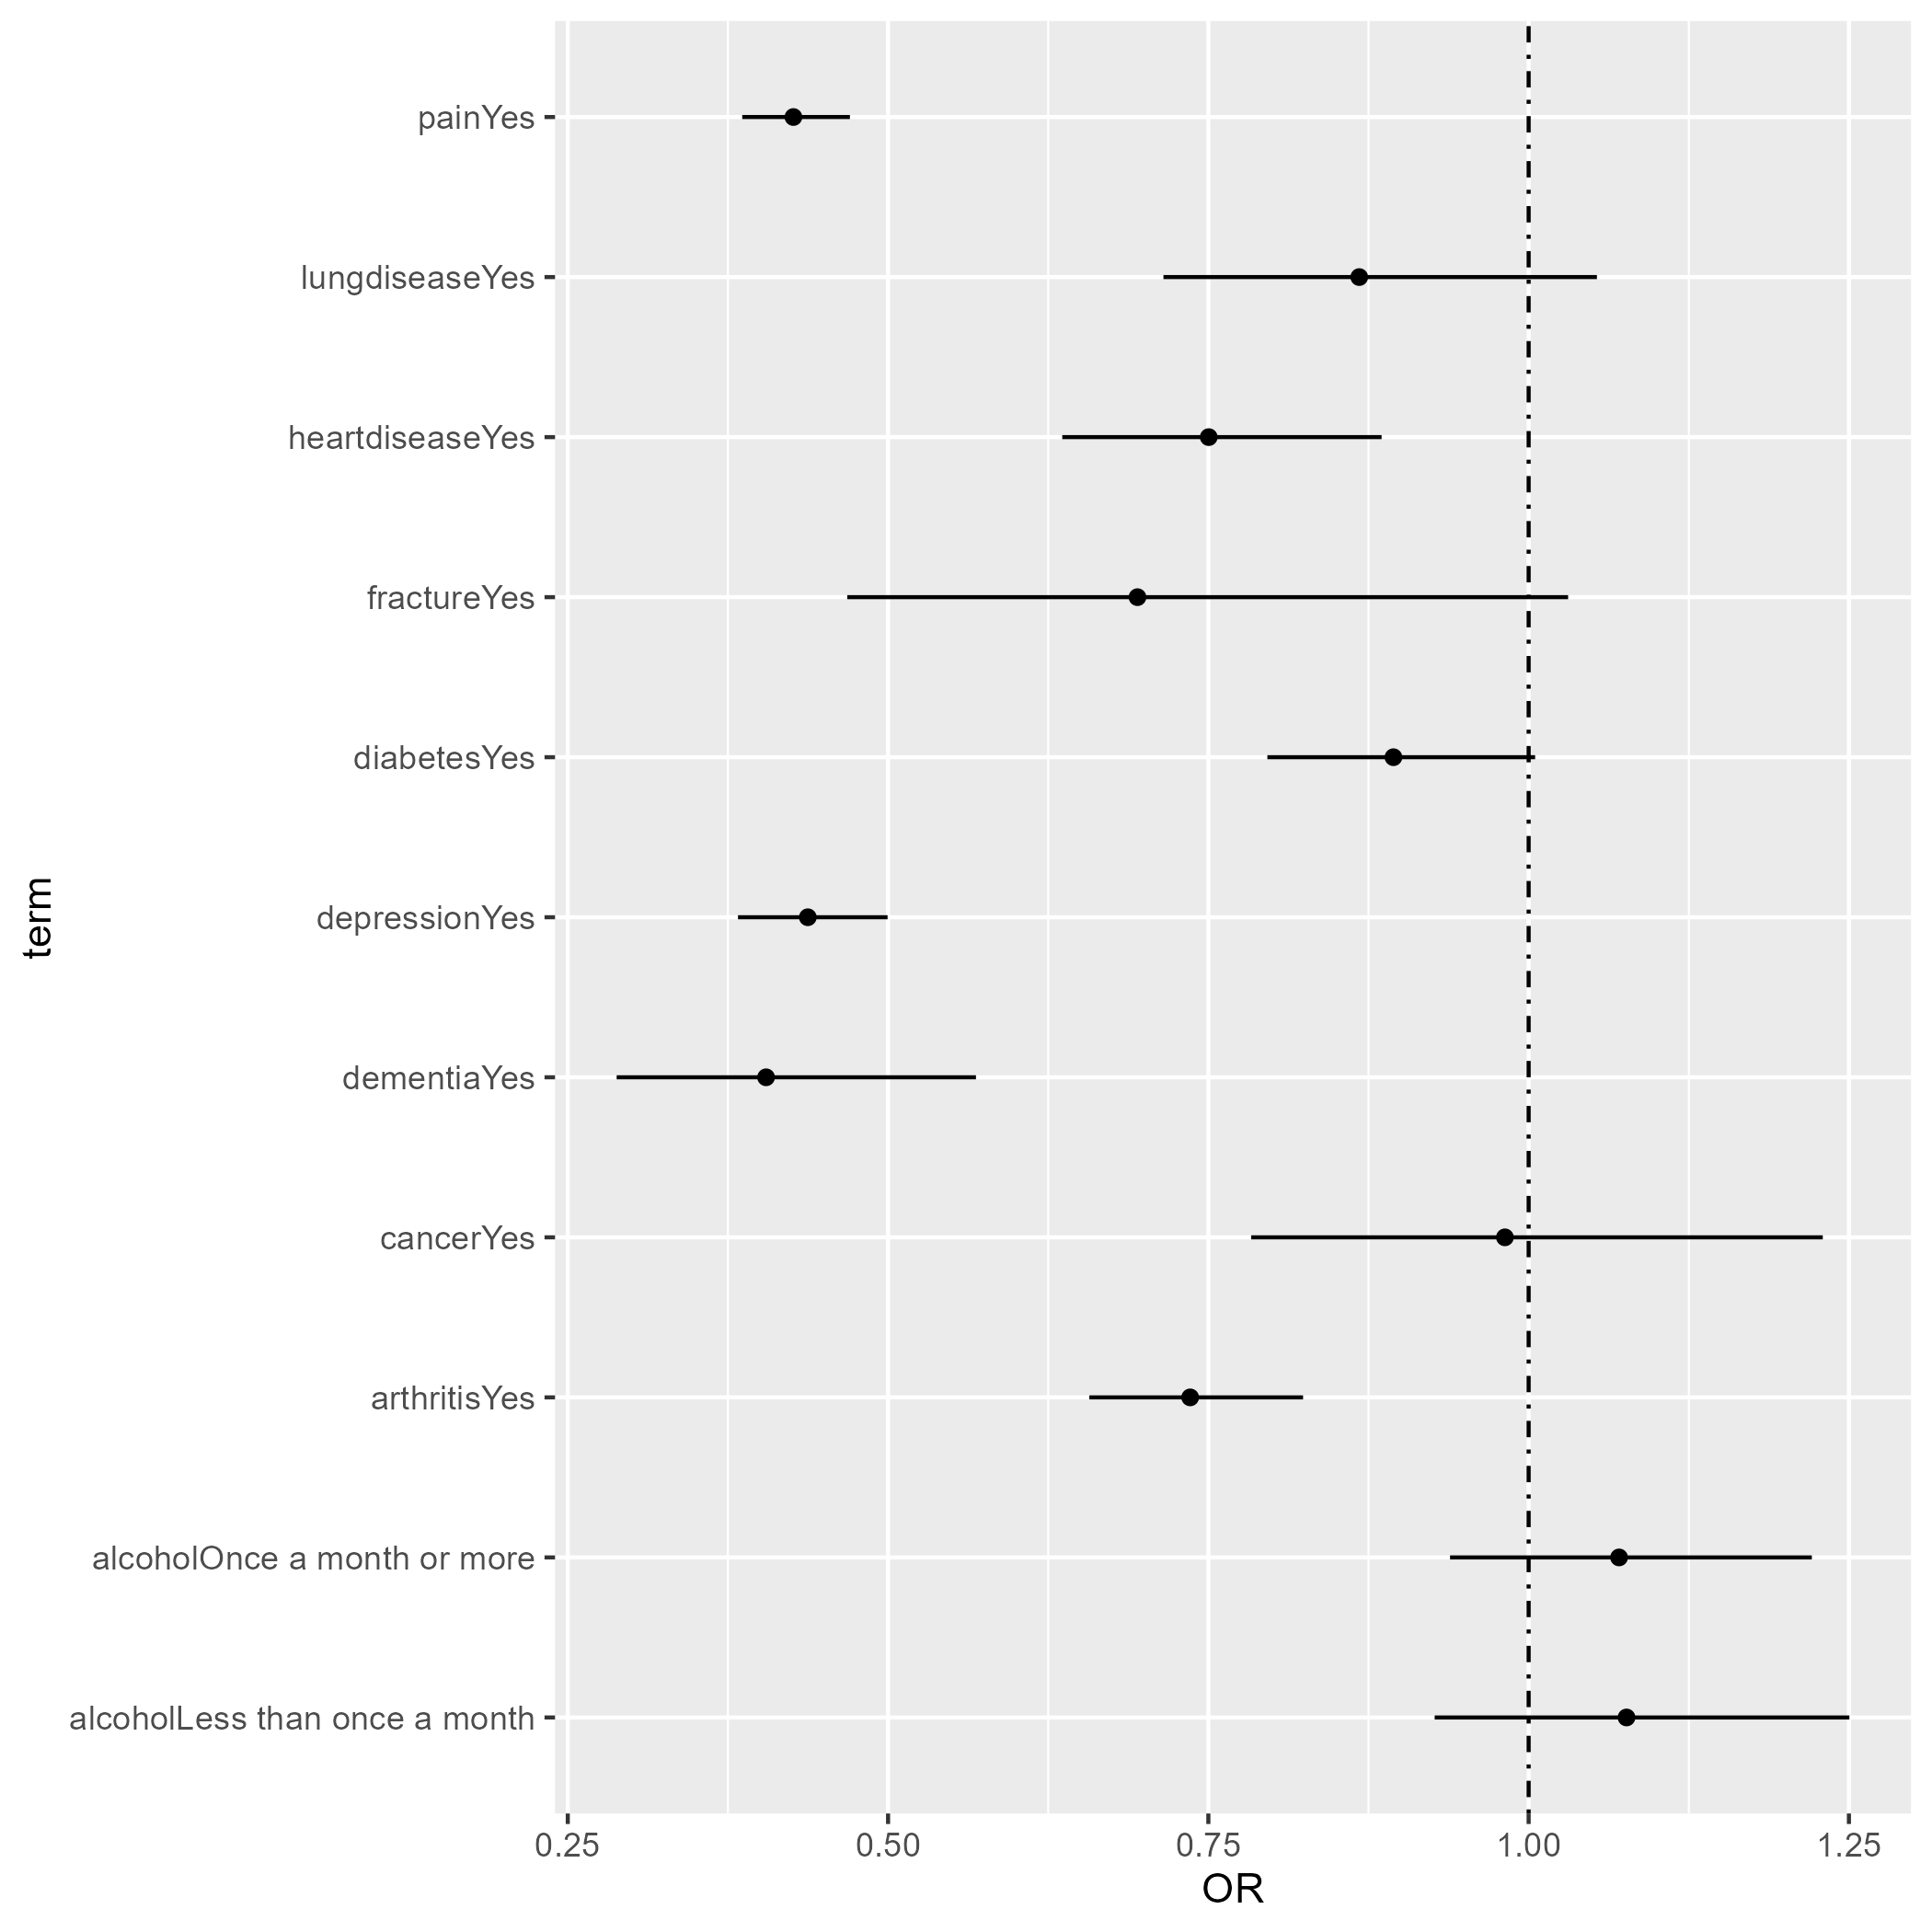 painYes
lungdiseaseYes
heartdiseaseYes
fractureYes
diabetesYes
depressionYes
dementiaYes
cancerYes
arthritisYes
alcoholOnce a month or more
alcoholLess than once a month
term
0.25 0.50 0.75 1.00 1.25
OR